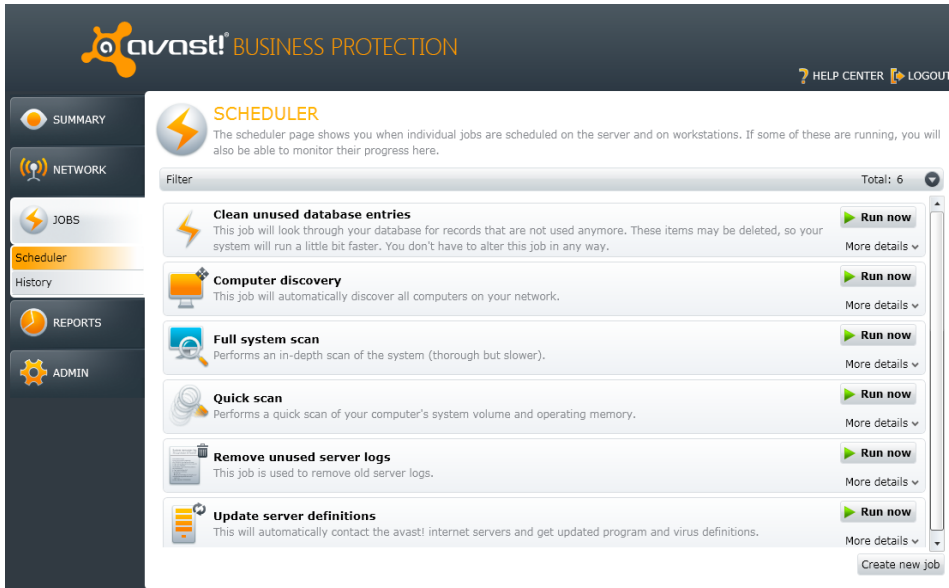 avast! BUSINESS PROTECTION
HELP CENTER LOGOUT
SUMMARY
NETWORK
JOBS
Scheduler
History
REPORTS
ADMIN
SCHEDULER
The scheduler page shows you when individual jobs are scheduled on the server and on workstations. If some of these are running, you will
also be able to monitor their progress here.
Filter Total: 6
Clean unused database entries
This job will look through your database for records that are not used anymore. These items may be deleted, so your
system will run a little bit faster. You don't have to alter this job in any way.
Run now
More details
Computer discovery
This job will automatically discover all computers on your network.
Run now
More details
Full system scan
Performs an in-depth scan of the system (thorough but slower).
Run now
More details
Quick scan
Performs a quick scan of your computer's system volume and operating memory.
Run now
More details
Remove unused server logs
This job is used to remove old server logs.
Run now
More details
Update server definitions
This will automatically contact the avast! internet servers and get updated program and virus definitions.
Run now
More details
Create new job